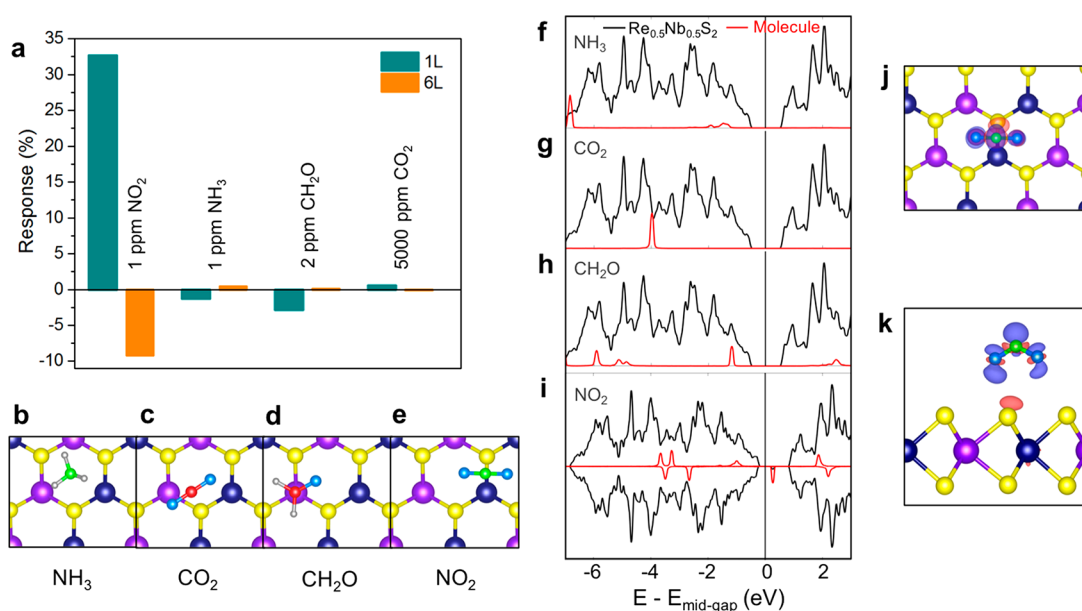 a
Response (%)
35
30
25
20
15
10
5
0
-5
-10
1L
6L
1 ppm NO₂
1 ppm NH₃
2 ppm CH₂O
5000 ppm CO₂
b
c
d
e
NH₃
CO₂
CH₂O
NO₂
Re₀.₅Nb₀.₅S₂
Molecule
f
NH₃
g
CO₂
h
CH₂O
i
NO₂
-6
-4
-2
0
2
E - Eₘᵢd₋gₐₚ (eV)
j
k